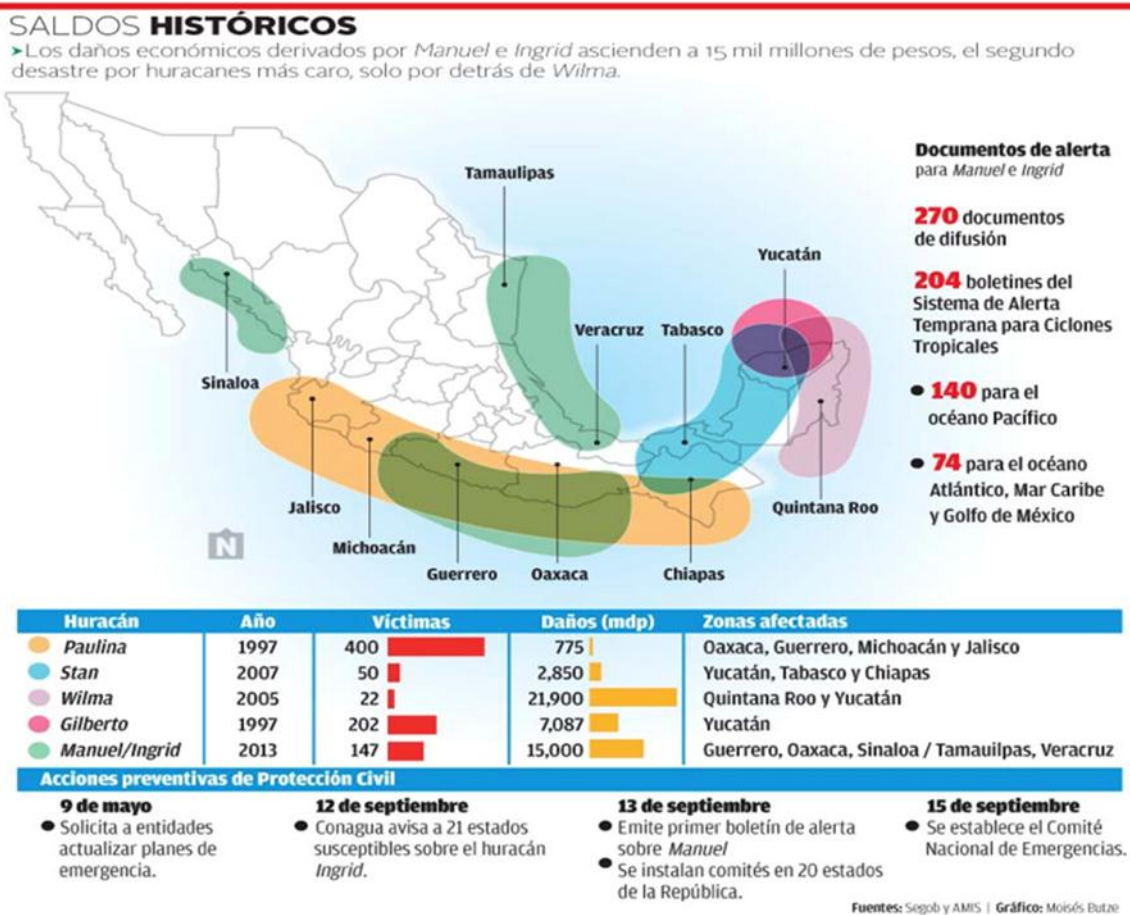 SALDOS HISTÓRICOS
➤Los daños económicos derivados por Manuel e Ingrid ascienden a 15 mil millones de pesos, el segundo
desastre por huracanes más caro, solo por detrás de Wilma.
Documentos de alerta
para Manuel e Ingrid
270 documentos
de difusión
204 boletines del
Sistema de Alerta
Temprana para Ciclones
Tropicales
● 140 para el
océano Pacífico
● 74 para el océano
Atlántico, Mar Caribe
y Golfo de México
Tamaulipas
Yucatán
Veracruz
Tabasco
Sinaloa
Jalisco
Quintana Roo
Michoacán
Guerrero
Oaxaca
Chiapas
N
Huracán Año Víctimas Daños (mdp) Zonas afectadas
Paulina 1997 400 775 Oaxaca, Guerrero, Michoacán y Jalisco
Stan 2007 50 2,850 Yucatán, Tabasco y Chiapas
Wilma 2005 22 21,900 Quintana Roo y Yucatán
Gilberto 1997 202 7,087 Yucatán
Manuel/Ingrid 2013 147 15,000 Guerrero, Oaxaca, Sinaloa / Tamauilpas, Veracruz
Acciones preventivas de Protección Civil
9 de mayo
● Solicita a entidades
actualizar planes de
emergencia.
12 de septiembre
● Conagua avisa a 21 estados
susceptibles sobre el huracán
Ingrid.
13 de septiembre
● Emite primer boletín de alerta
sobre Manuel
● Se instalan comités en 20 estados
de la República.
15 de septiembre
● Se establece el Comité
Nacional de Emergencias.
Fuentes: Segob y AMIS | Gráfico: Moisés Butze